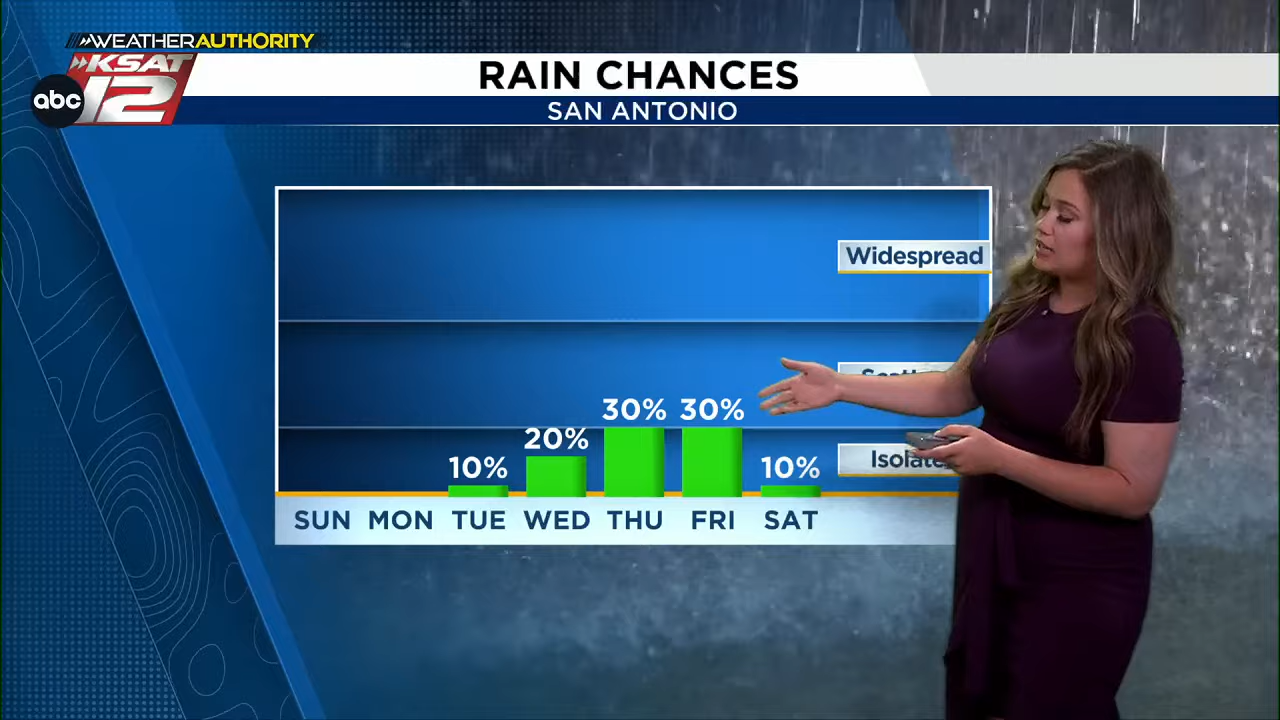 WEATHERAUTHORITY
KSAT
abc
12
RAIN CHANCES
SAN ANTONIO
Widespread
30% 30%
20%
10% 10%
SUN MON TUE WED THU FRI SAT